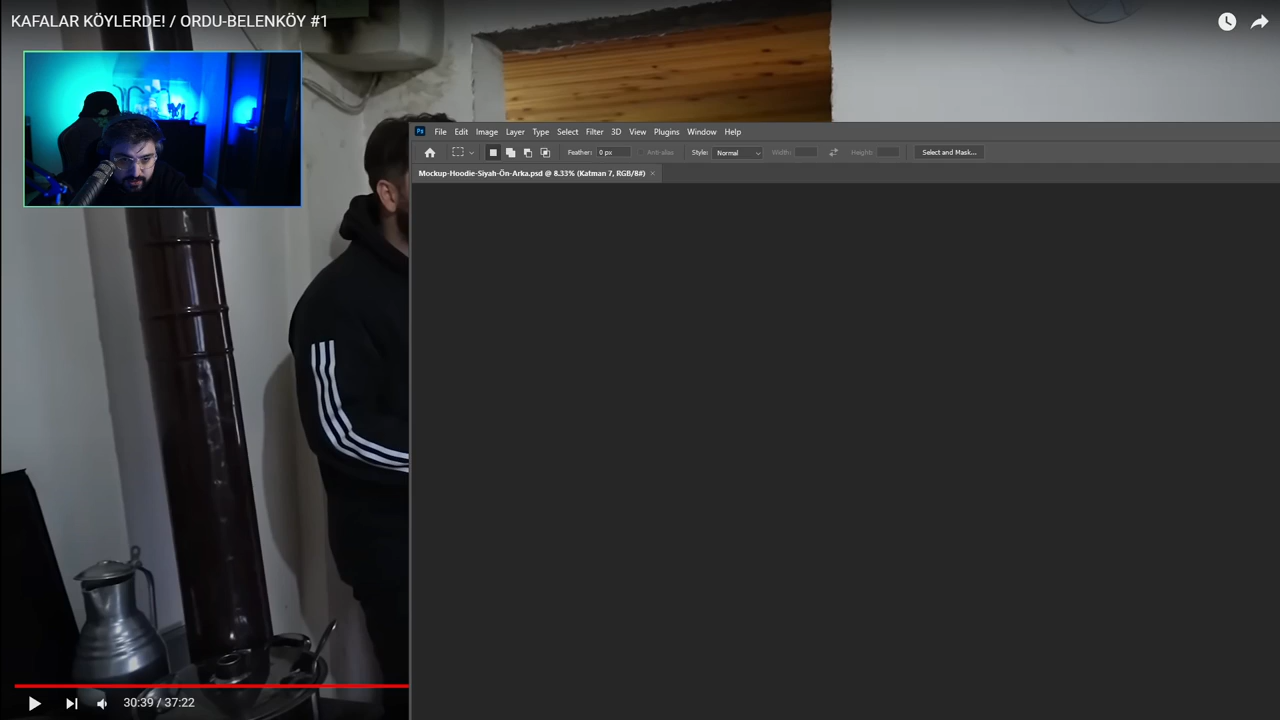 KAFALAR KÖYLERDE! / ORDU-BELENKÖY #1
Ps File Edit Image Layer Type Select Filter 3D View Plugins Window Help
Feather: 0 px Anti-alias Style: Normal Width: Height: Select and Mask...
Mockup-Hoodie-Siyah-Ön-Arka.psd @ 8.33% (Katman 7, RGB/8#) ×
30:39 / 37:22